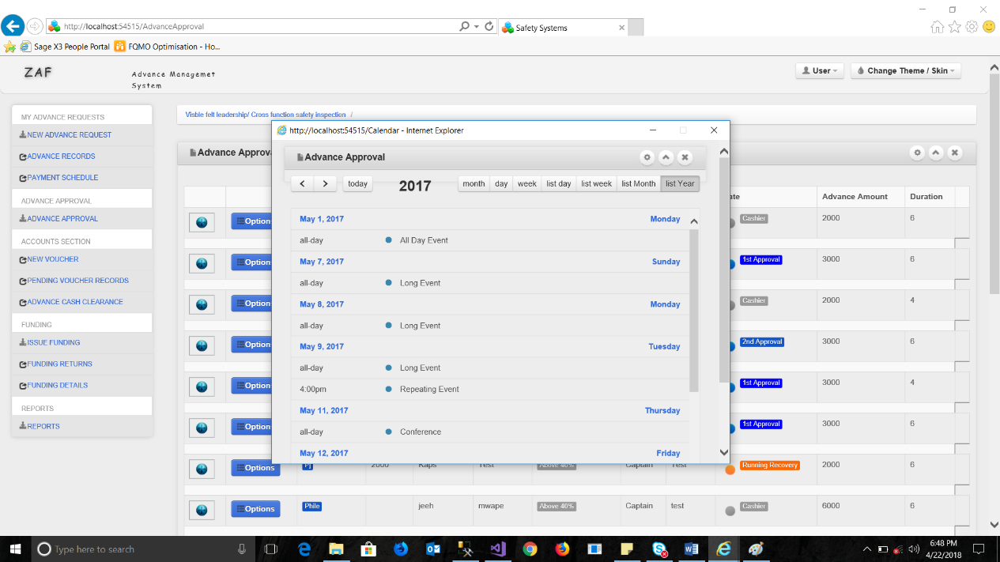 http://localhost:54515/AdvanceApproval
Safety Systems
Sage X3 People Portal
FQMO Optimisation - Ho...
ZAF
Advance Managemet
System
User
Change Theme / Skin
MY ADVANCE REQUESTS
NEW ADVANCE REQUEST
ADVANCE RECORDS
PAYMENT SCHEDULE
ADVANCE APPROVAL
ADVANCE APPROVAL
ACCOUNTS SECTION
NEW VOUCHER
PENDING VOUCHER RECORDS
ADVANCE CASH CLEARANCE
FUNDING
ISSUE FUNDING
FUNDING RETURNS
FUNDING DETAILS
REPORTS
REPORTS
Visble felt leadership/ Cross function safety inspection /
Advance Approv
http://localhost:54515/Calendar - Internet Explorer
Advance Approval
today
2017
month day week list day list week list Month list Year
May 1, 2017 Monday
all-day All Day Event
May 7, 2017 Sunday
all-day Long Event
May 8, 2017 Monday
all-day Long Event
May 9, 2017 Tuesday
all-day Long Event
4:00pm Repeating Event
May 11, 2017 Thursday
all-day Conference
May 12, 2017 Friday
Advance Amount Duration
Option Cashier 2000 6
Option 1st Approval 3000 6
Option Cashier 2000 4
Option 2nd Approval 3000 6
Option 1st Approval 3000 4
Option 1st Approval 3000 6
Options Pj 2000 Kaps Test Above 40% Captain Test Running Recovery 2000 6
Options Phile jeeh mwape Above 40% Captain test Cashier 6000 6
Type here to search
6:48 PM
4/22/2018